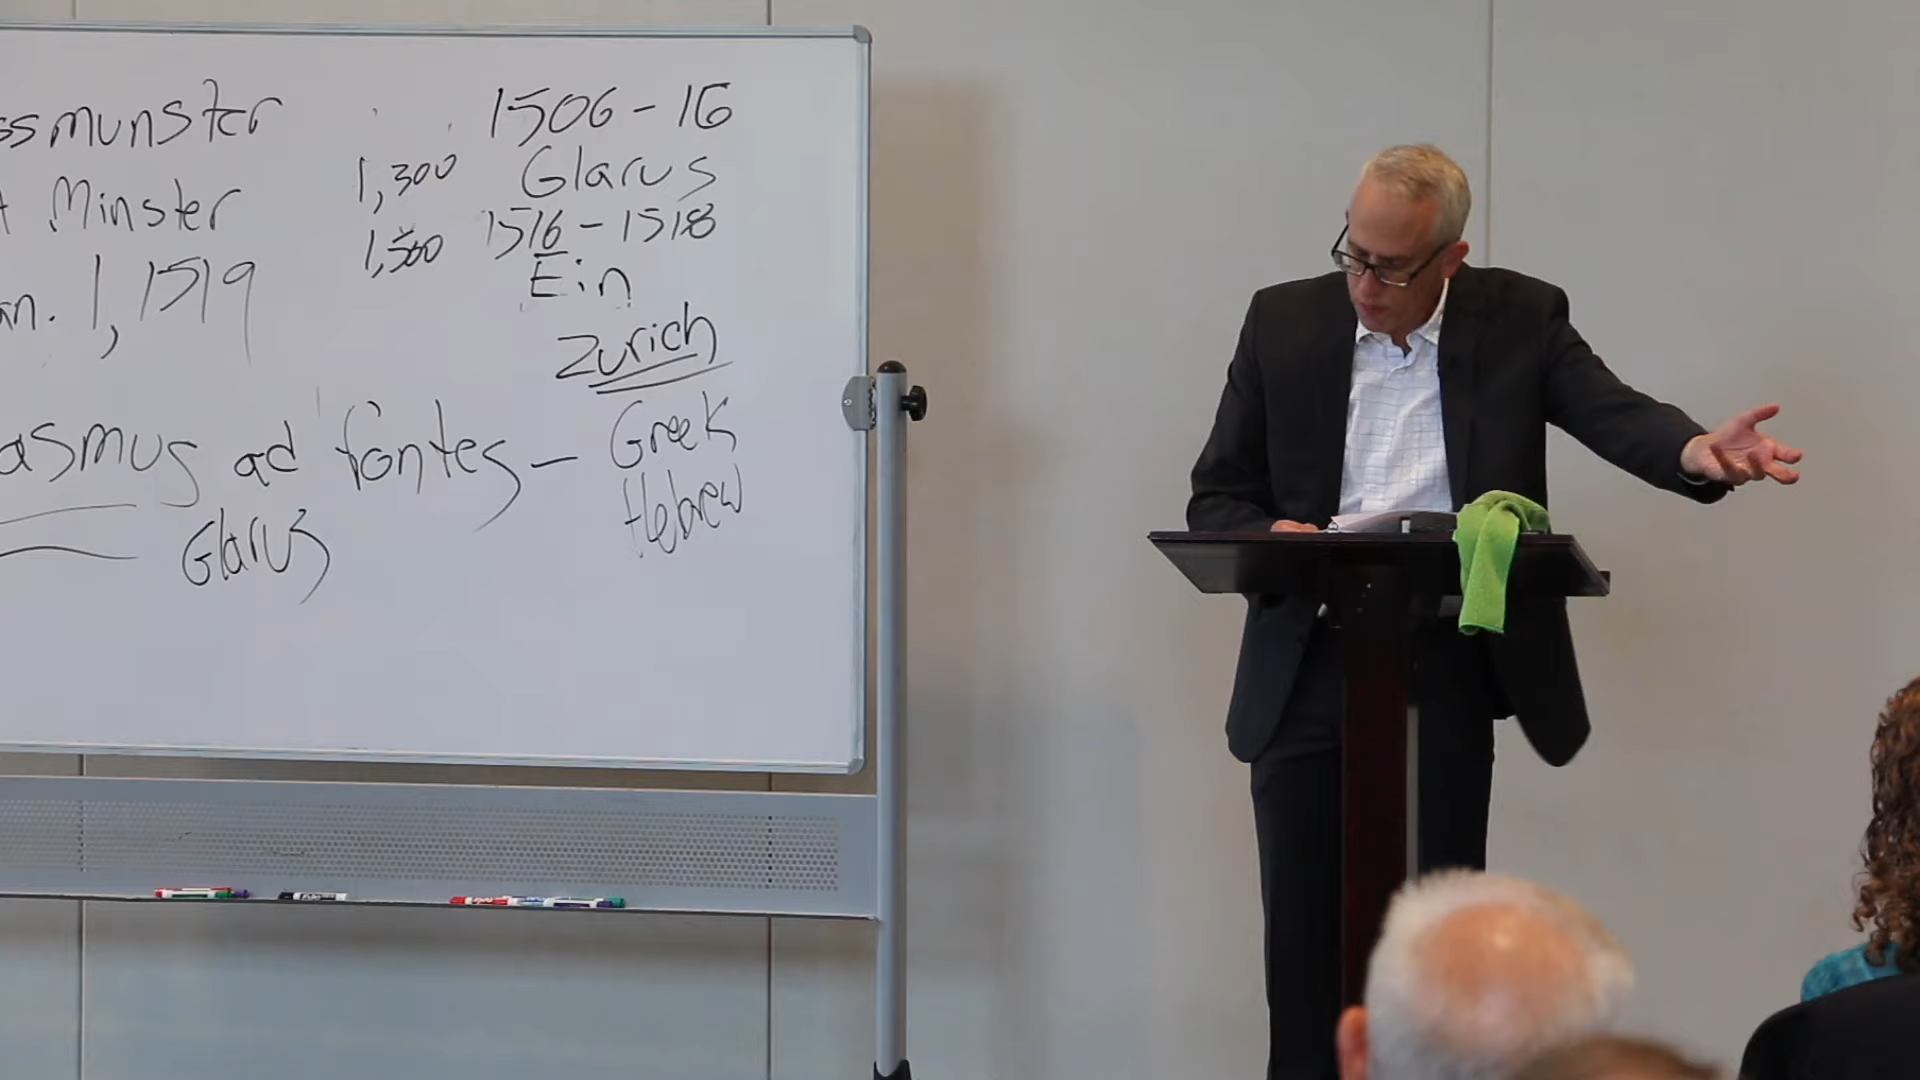 ssmunster
1506-16
1,300 Glarus
Minster
1,500 1516-1518
Ein
an. 1, 1519
Zurich
asmus ad fontes - Greek
Hebrew
Glarus